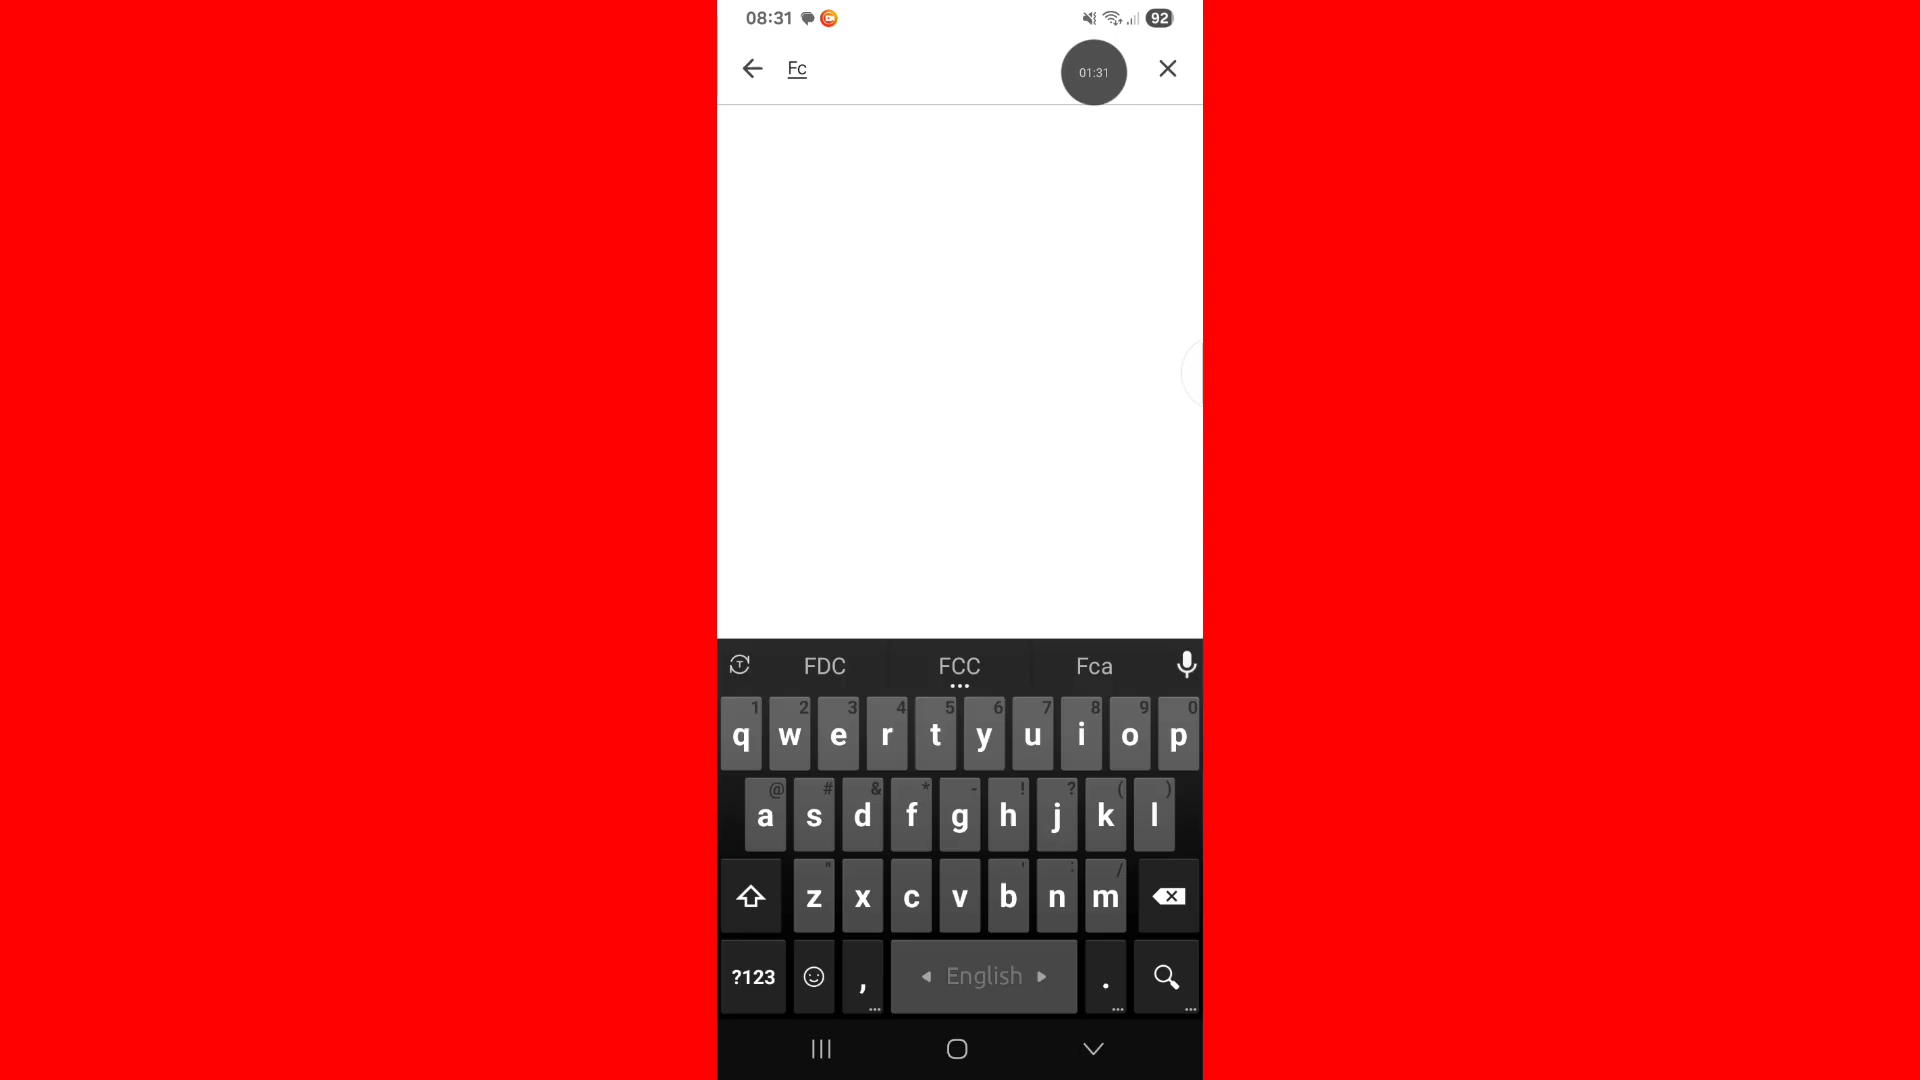 08:31 92
Fc 01:31
FDC FCC Fca
1 2 3 4 5 6 7 8 9 0
q w e r t y u i o p
@ # & * - ! ? ( )
a s d f g h j k l
" ' : /
z x c v b n m
?123 , English .